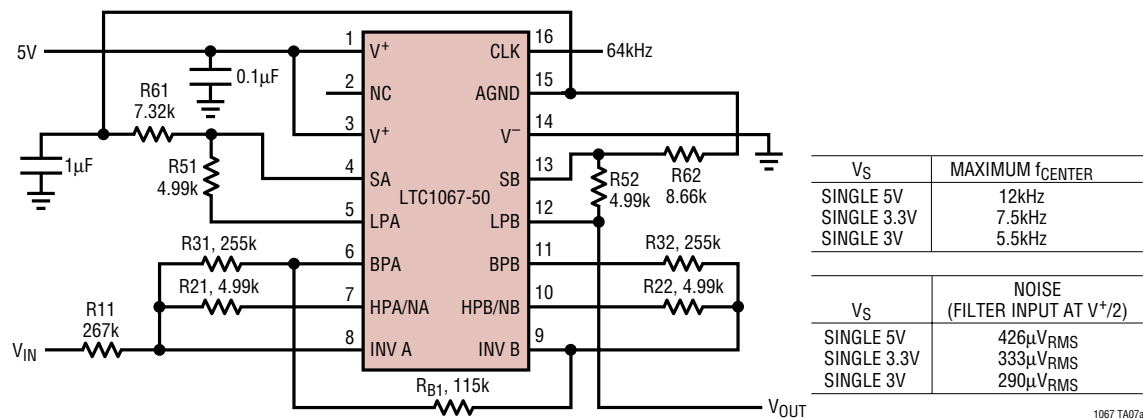 5V
0.1µF
R61
7.32k
1µF
R51
4.99k
R31, 255k
R21, 4.99k
R11
267k
VIN
1 V+
2 NC
3 V+
4 SA
5 LPA
6 BPA
7 HPA/NA
8 INV A
LTC1067-50
CLK 16
AGND 15
V− 14
SB 13
LPB 12
BPB 11
HPB/NB 10
INV B 9
64kHz
R62
8.66k
R52
4.99k
R32, 255k
R22, 4.99k
RB1, 115k
VOUT
VS MAXIMUM fCENTER
SINGLE 5V 12kHz
SINGLE 3.3V 7.5kHz
SINGLE 3V 5.5kHz
NOISE
VS (FILTER INPUT AT V+/2)
SINGLE 5V 426µVRMS
SINGLE 3.3V 333µVRMS
SINGLE 3V 290µVRMS
1067 TA07a